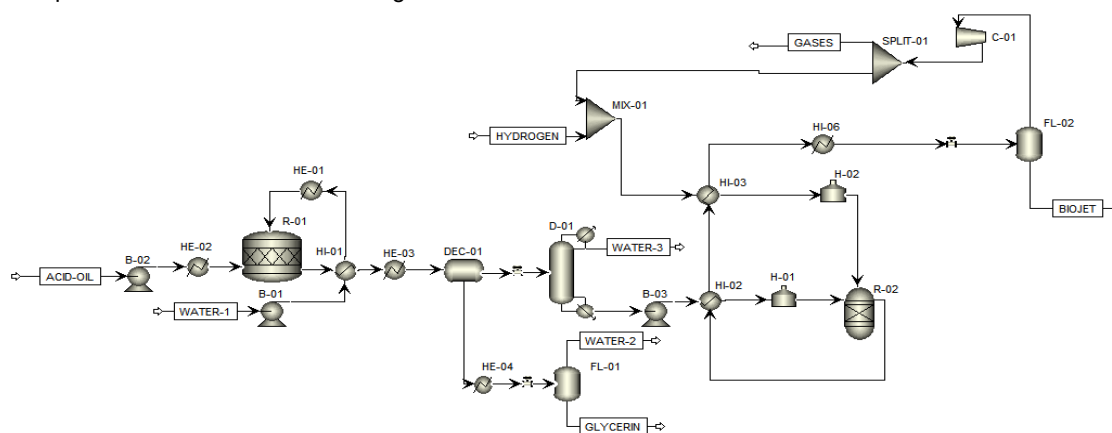 GASES
SPLIT-01
C-01
MIX-01
HYDROGEN
HI-06
FL-02
HE-01
HI-03
H-02
BIOJET
R-01
D-01
HE-02
HI-01
HE-03
DEC-01
WATER-3
B-02
ACID-OIL
B-01
B-03
HI-02
H-01
R-02
WATER-1
WATER-2
HE-04
FL-01
GLYCERIN